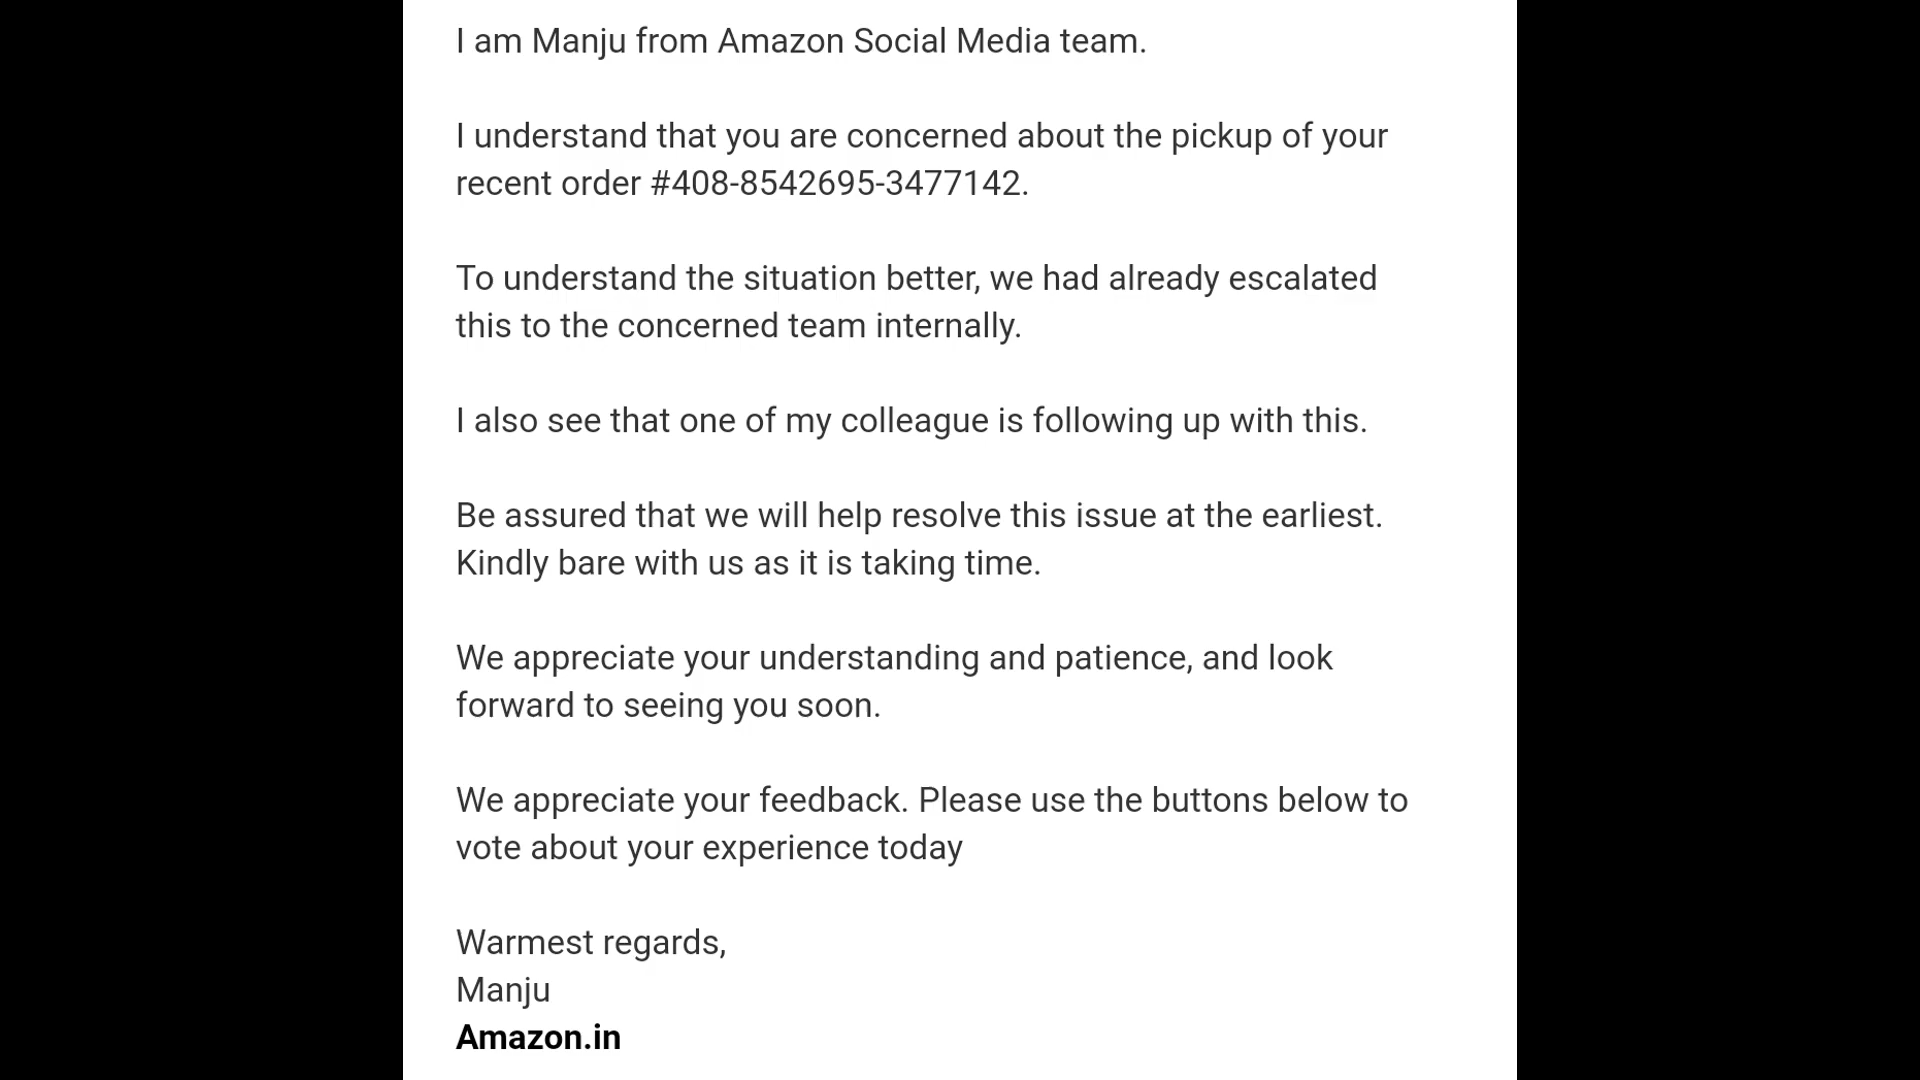 I am Manju from Amazon Social Media team.
I understand that you are concerned about the pickup of your
recent order #408-8542695-3477142.
To understand the situation better, we had already escalated
this to the concerned team internally.
I also see that one of my colleague is following up with this.
Be assured that we will help resolve this issue at the earliest.
Kindly bare with us as it is taking time.
We appreciate your understanding and patience, and look
forward to seeing you soon.
We appreciate your feedback. Please use the buttons below to
vote about your experience today
Warmest regards,
Manju
Amazon.in